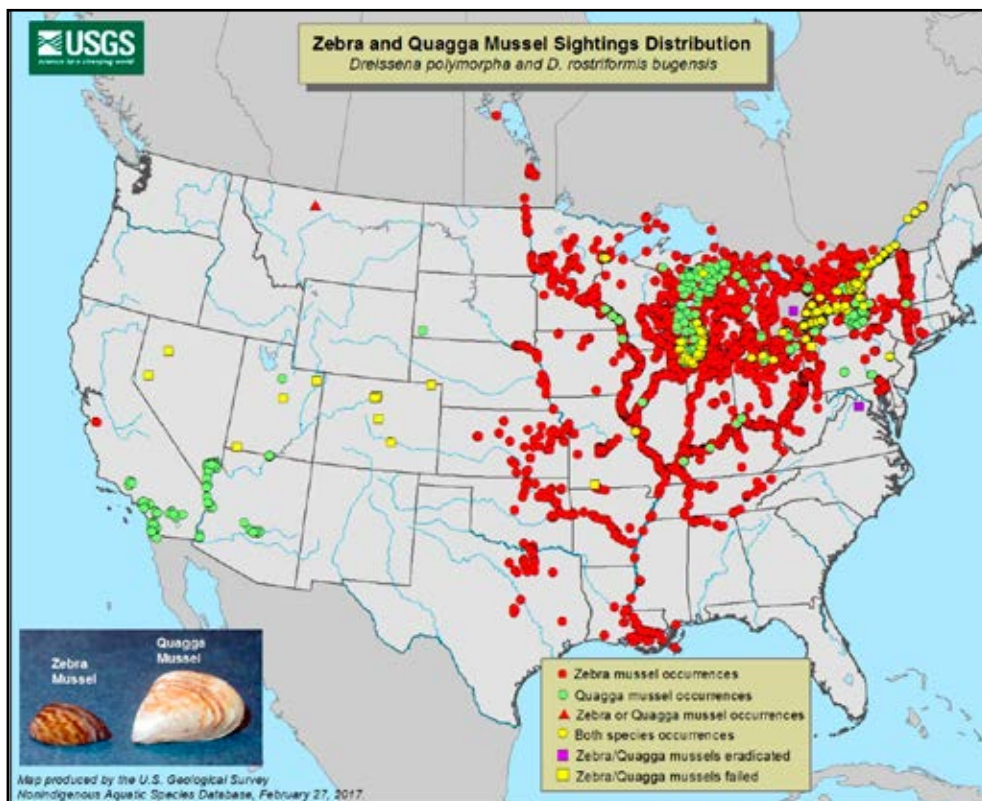 USGS
science for a changing world
Zebra and Quagga Mussel Sightings Distribution
Dreissena polymorpha and D. rostriformis bugensis
Zebra
Mussel
Quagga
Mussel
Zebra mussel occurrences
Quagga mussel occurrences
Zebra or Quagga mussel occurrences
Both species occurrences
Zebra/Quagga mussels eradicated
Zebra/Quagga mussels failed
Map produced by the U.S. Geological Survey
Nonindigenous Aquatic Species Database, February 27, 2017.